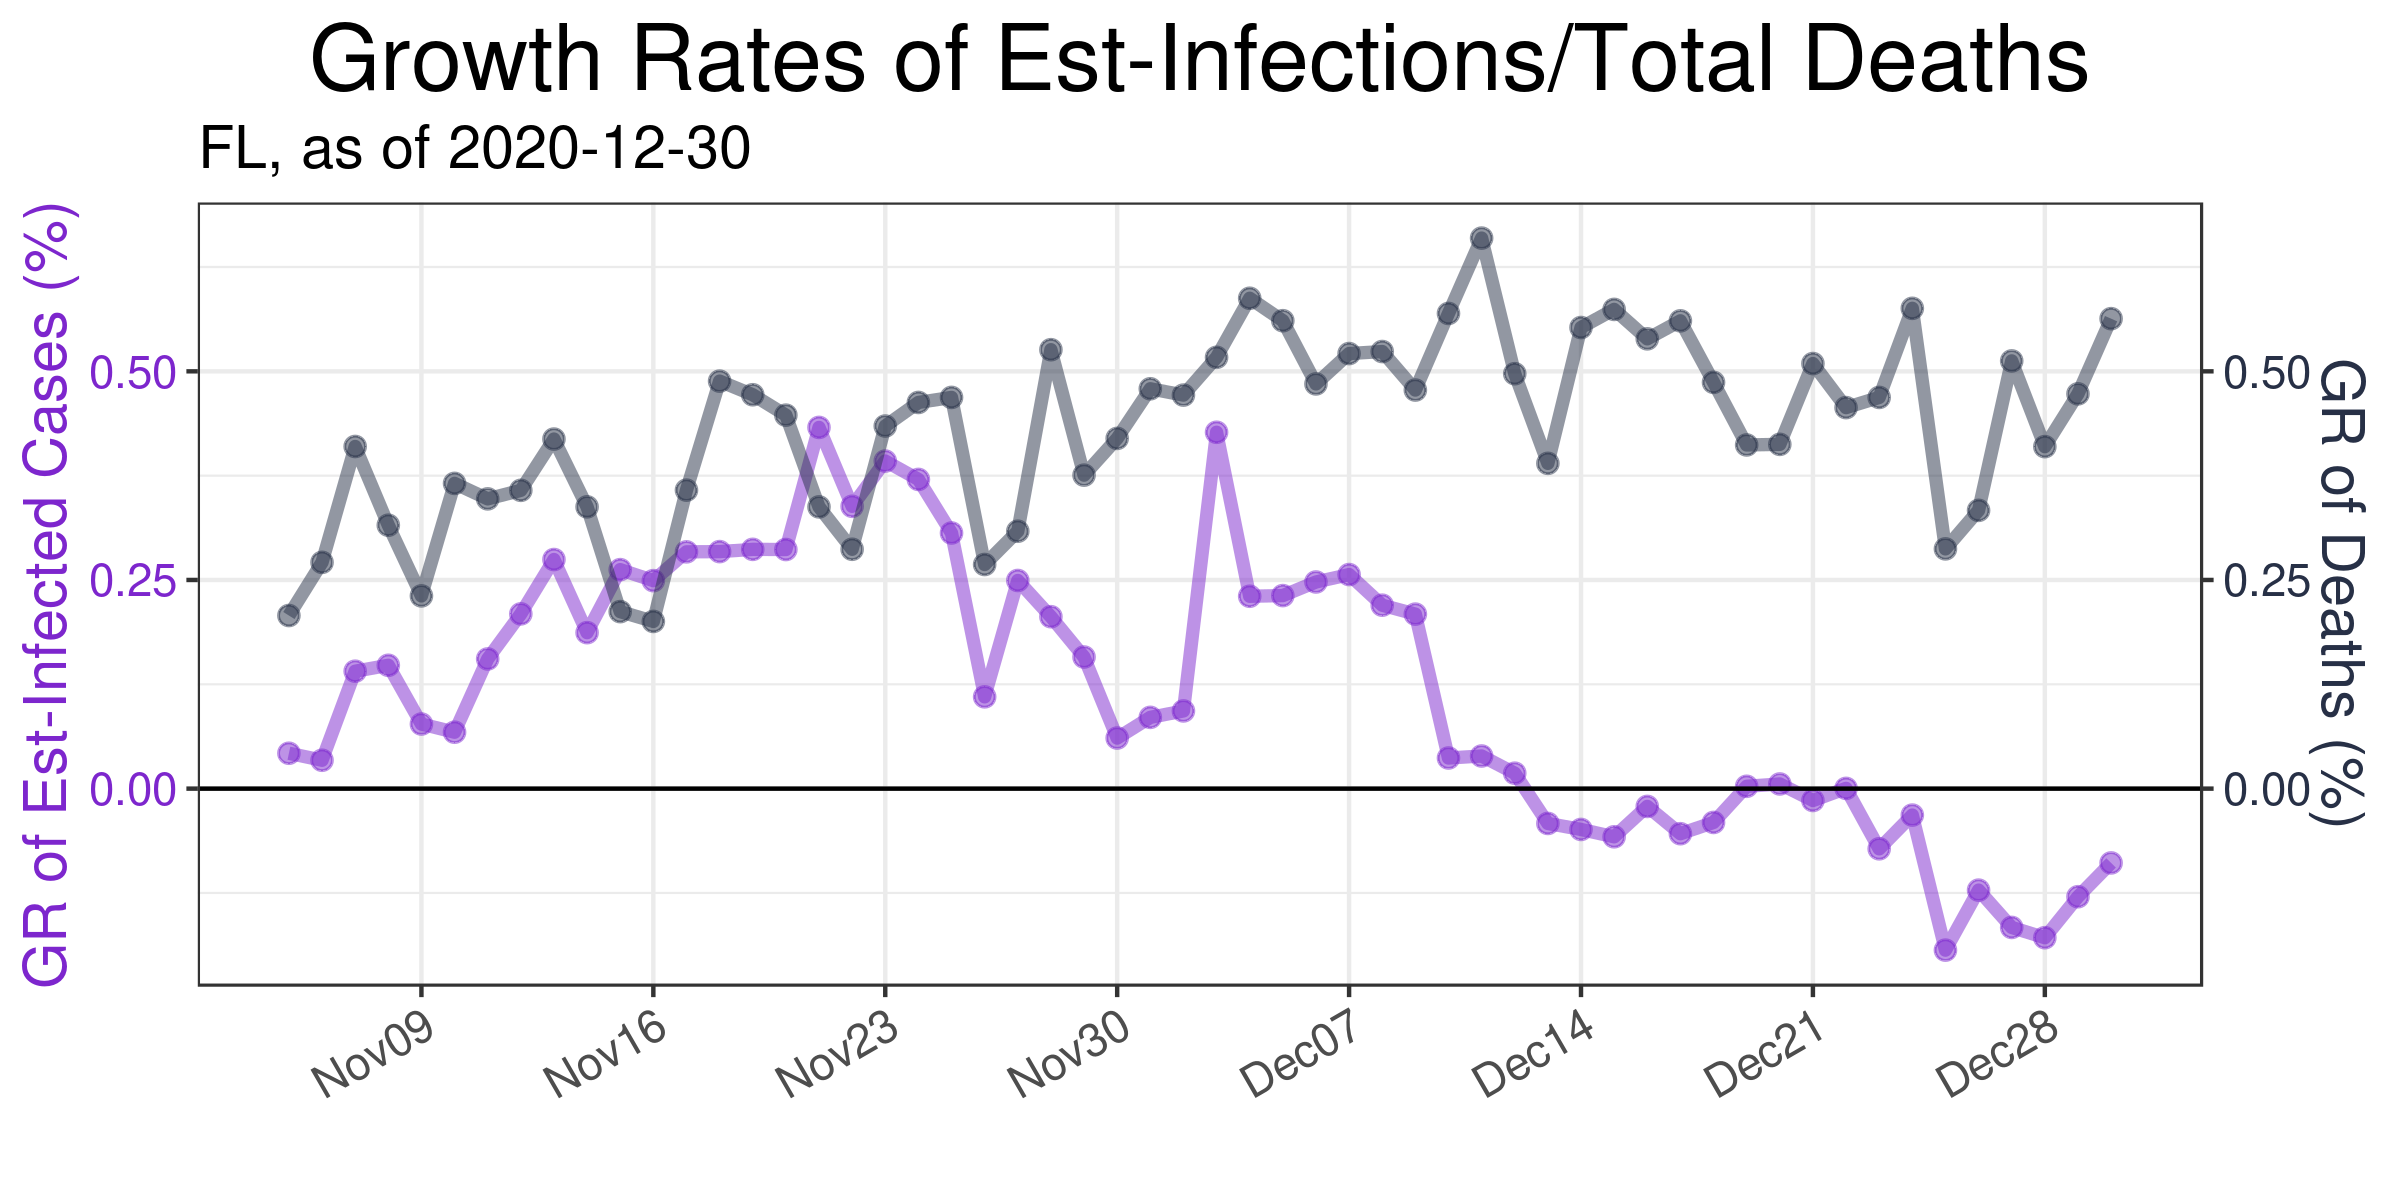 Growth Rates of Est-Infections/Total Deaths
FL, as of 2020-12-30
GR of Est-Infected Cases (%)
0.50
0.25
0.00
0.50
0.25
0.00
GR of Deaths (%)
Nov09
Nov16
Nov23
Nov30
Dec07
Dec14
Dec21
Dec28